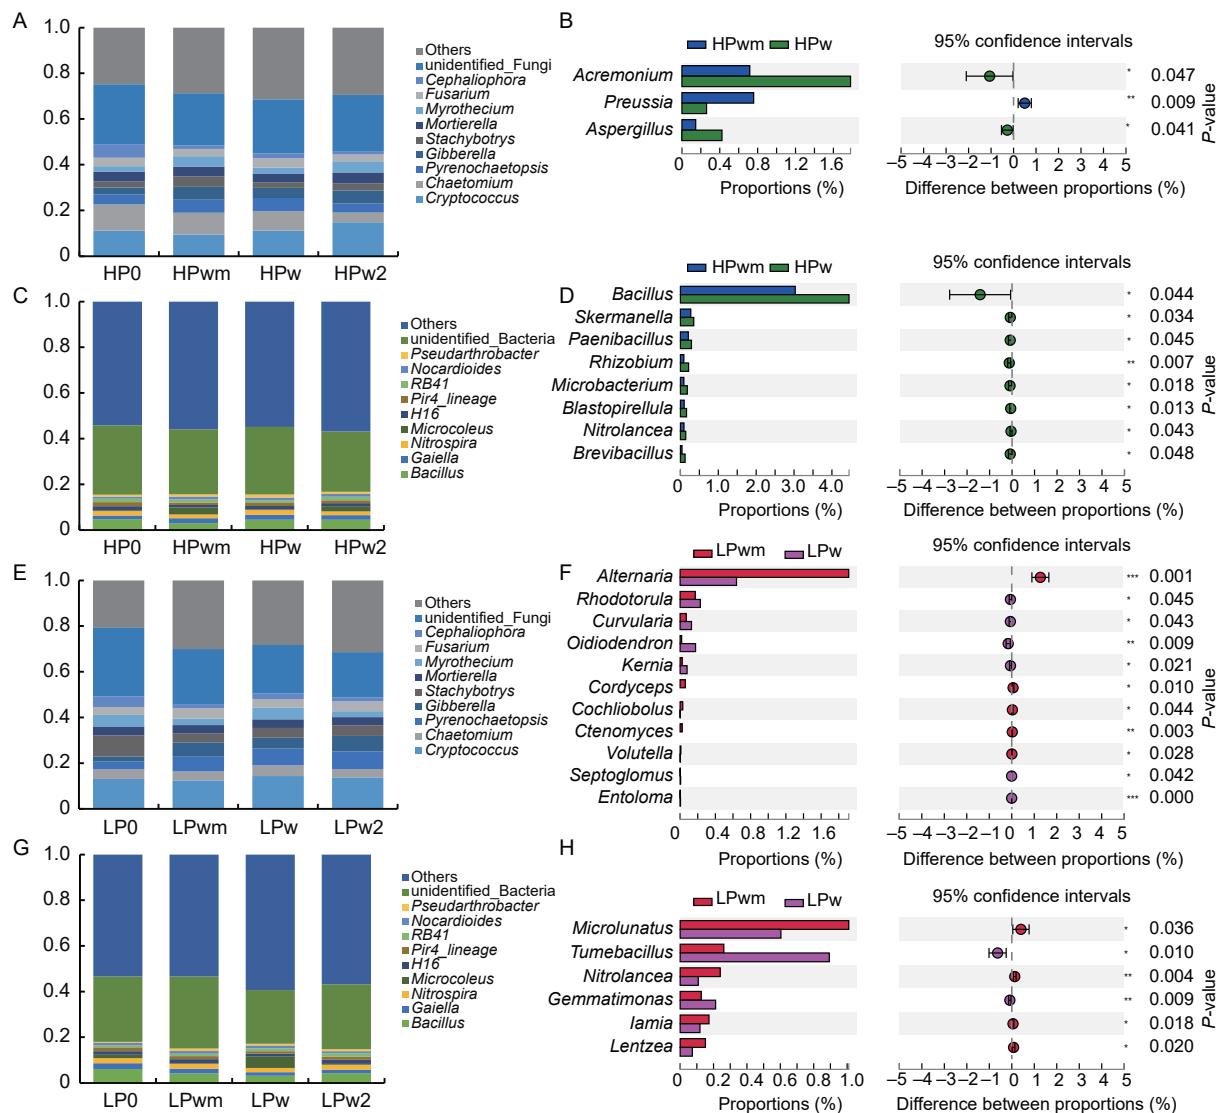 A
1.0
0.8
0.6
0.4
0.2
0
HP0 HPwm HPw HPw2
Others
unidentified_Fungi
Cephaliophora
Fusarium
Myrothecium
Mortierella
Stachybotrys
Gibberella
Pyrenochaetopsis
Chaetomium
Cryptococcus
B
HPwm HPw
95% confidence intervals
Acremonium * 0.047
Preussia ** 0.009
Aspergillus * 0.041
P-value
0 0.4 0.8 1.2 1.6
Proportions (%)
–5 –4 –3 –2 –1 0 1 2 3 4 5
Difference between proportions (%)
C
1.0
0.8
0.6
0.4
0.2
0
HP0 HPwm HPw HPw2
Others
unidentified_Bacteria
Pseudarthrobacter
Nocardioides
RB41
Pir4_lineage
H16
Microcoleus
Nitrospira
Gaiella
Bacillus
D
HPwm HPw
95% confidence intervals
Bacillus * 0.044
Skermanella * 0.034
Paenibacillus * 0.045
Rhizobium ** 0.007
Microbacterium * 0.018
Blastopirellula * 0.013
Nitrolancea * 0.043
Brevibacillus * 0.048
P-value
0 1.0 2.0 3.0 4.0
Proportions (%)
–5 –4 –3 –2 –1 0 1 2 3 4 5
Difference between proportions (%)
E
1.0
0.8
0.6
0.4
0.2
0
LP0 LPwm LPw LPw2
Others
unidentified_Fungi
Cephaliophora
Fusarium
Myrothecium
Mortierella
Stachybotrys
Gibberella
Pyrenochaetopsis
Chaetomium
Cryptococcus
F
LPwm LPw
95% confidence intervals
Alternaria *** 0.001
Rhodotorula * 0.045
Curvularia * 0.043
Oidiodendron ** 0.009
Kernia * 0.021
Cordyceps * 0.010
Cochliobolus * 0.044
Ctenomyces ** 0.003
Volutella * 0.028
Septoglomus * 0.042
Entoloma *** 0.000
P-value
0 0.4 0.8 1.2 1.6
Proportions (%)
–5 –4 –3 –2 –1 0 1 2 3 4 5
Difference between proportions (%)
G
1.0
0.8
0.6
0.4
0.2
0
LP0 LPwm LPw LPw2
Others
unidentified_Bacteria
Pseudarthrobacter
Nocardioides
RB41
Pir4_lineage
H16
Microcoleus
Nitrospira
Gaiella
Bacillus
H
LPwm LPw
95% confidence intervals
Microlunatus * 0.036
Tumebacillus * 0.010
Nitrolancea ** 0.004
Gemmatimonas ** 0.009
Iamia * 0.018
Lentzea * 0.020
P-value
0 0.2 0.4 0.6 0.8 1.0
Proportions (%)
–5 –4 –3 –2 –1 0 1 2 3 4 5
Difference between proportions (%)